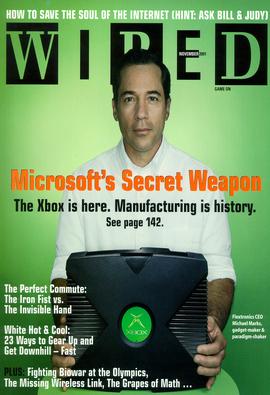 HOW TO SAVE THE SOUL OF THE INTERNET (HINT: ASK BILL & JUDY)
WIRED
NOVEMBER 2001
GAME ON
Microsoft's Secret Weapon
The Xbox is here. Manufacturing is history.
See page 142.
The Perfect Commute:
The Iron Fist vs.
The Invisible Hand
White Hot & Cool:
23 Ways to Gear Up and
Get Downhill – Fast
XBOX
Flextronics CEO
Michael Marks,
gadget-maker &
paradigm-shaker
PLUS: Fighting Biowar at the Olympics,
The Missing Wireless Link, The Grapes of Math ...